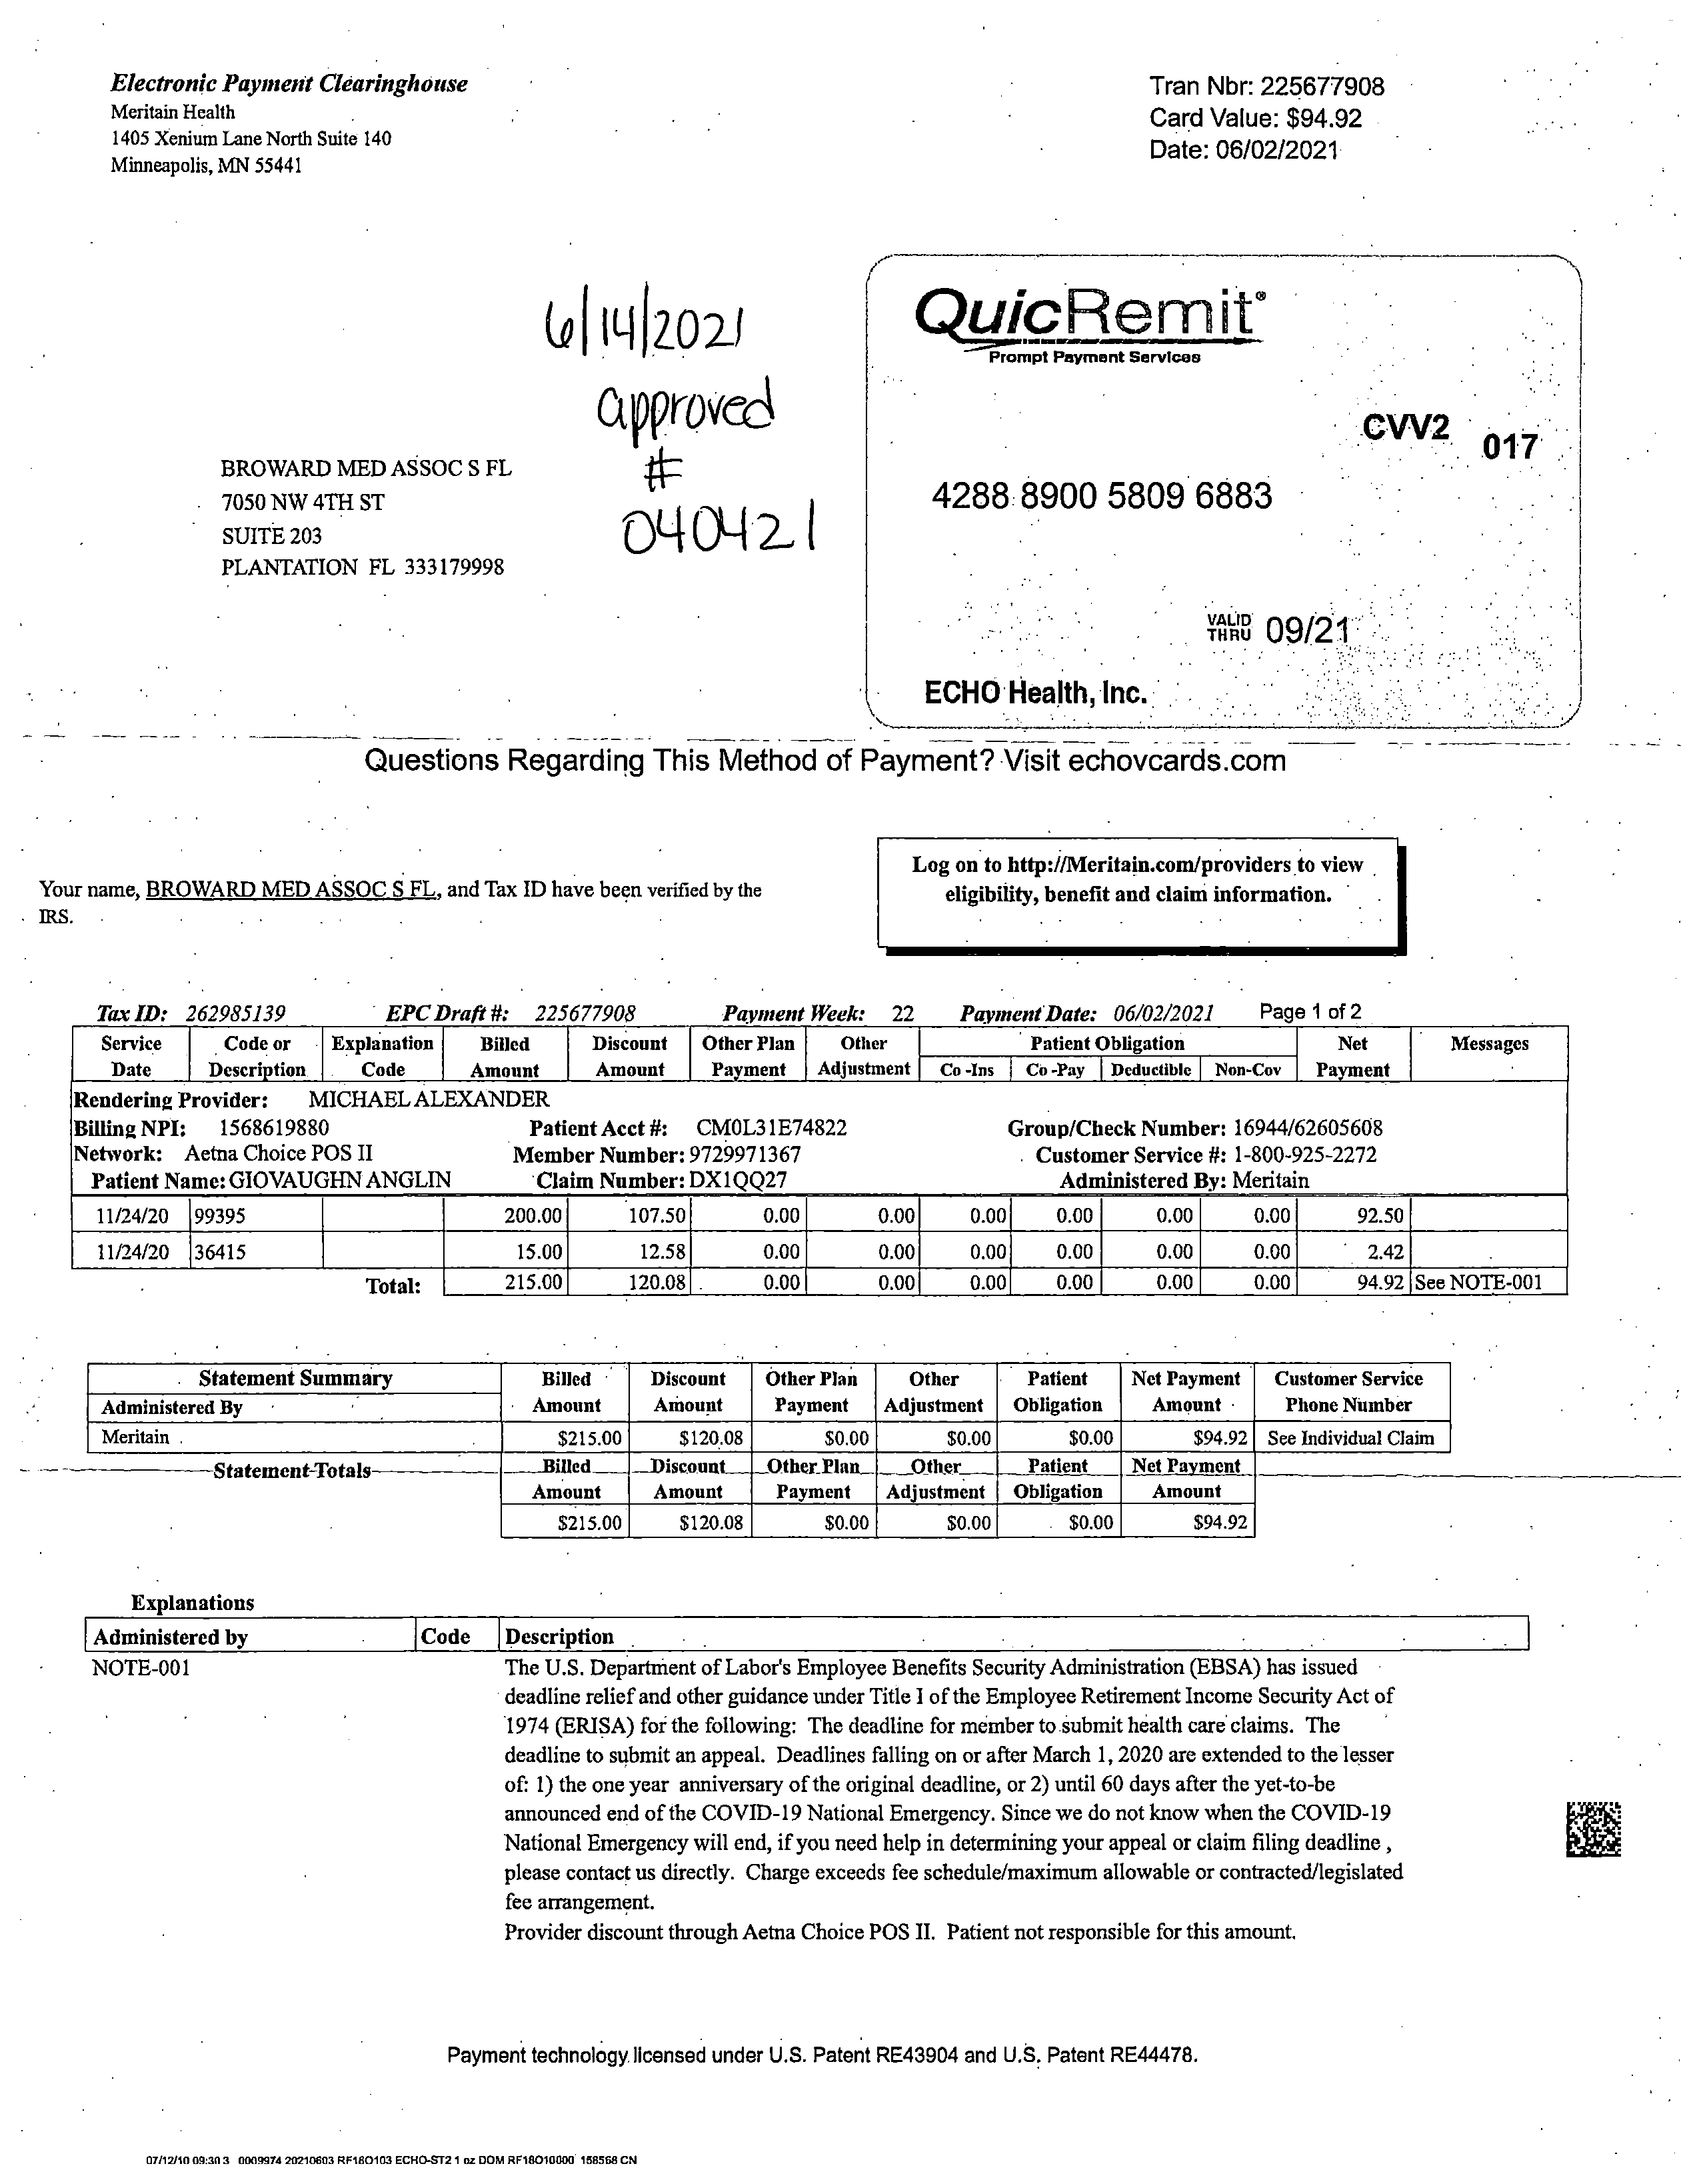 Electronic Payment Clearinghouse
Meritain Health
1405 Xenium Lane North Suite 140
Minneapolis, MN 55441
Tran Nbr: 225677908
Card Value: $94.92
Date: 06/02/2021
6/14/2021
approved
#
040421
BROWARD MED ASSOC S FL
7050 NW 4TH ST
SUITE 203
PLANTATION FL 333179998
QuicRemit®
Prompt Payment Services
CVV2 017
4288 8900 5809 6883
VALID THRU 09/21
ECHO Health, Inc.
Questions Regarding This Method of Payment? Visit echovcards.com
Your name, BROWARD MED ASSOC S FL, and Tax ID have been verified by the
IRS.
Log on to http://Meritain.com/providers to view
eligibility, benefit and claim information.
Tax ID: 262985139 EPC Draft #: 225677908 Payment Week: 22 Payment Date: 06/02/2021 Page 1 of 2
Service Date Code or Description Explanation Code Billed Amount Discount Amount Other Plan Payment Other Adjustment Patient Obligation Net Payment Messages
Co -Ins Co -Pay Deductible Non-Cov
Rendering Provider: MICHAEL ALEXANDER
Billing NPI: 1568619880 Patient Acct #: CM0L31E74822 Group/Check Number: 16944/62605608
Network: Aetna Choice POS II Member Number: 9729971367 Customer Service #: 1-800-925-2272
Patient Name: GIOVAUGHN ANGLIN Claim Number: DX1QQ27 Administered By: Meritain
11/24/20 99395 200.00 107.50 0.00 0.00 0.00 0.00 0.00 0.00 92.50
11/24/20 36415 15.00 12.58 0.00 0.00 0.00 0.00 0.00 0.00 2.42
Total: 215.00 120.08 0.00 0.00 0.00 0.00 0.00 0.00 94.92 See NOTE-001
Statement Summary Billed Amount Discount Amount Other Plan Payment Other Adjustment Patient Obligation Net Payment Amount Customer Service Phone Number
Administered By
Meritain $215.00 $120.08 $0.00 $0.00 $0.00 $94.92 See Individual Claim
Statement Totals Billed Amount Discount Amount Other Plan Payment Other Adjustment Patient Obligation Net Payment Amount
$215.00 $120.08 $0.00 $0.00 $0.00 $94.92
Explanations
Administered by Code Description
NOTE-001 The U.S. Department of Labor's Employee Benefits Security Administration (EBSA) has issued
deadline relief and other guidance under Title I of the Employee Retirement Income Security Act of
1974 (ERISA) for the following: The deadline for member to submit health care claims. The
deadline to submit an appeal. Deadlines falling on or after March 1, 2020 are extended to the lesser
of: 1) the one year anniversary of the original deadline, or 2) until 60 days after the yet-to-be
announced end of the COVID-19 National Emergency. Since we do not know when the COVID-19
National Emergency will end, if you need help in determining your appeal or claim filing deadline ,
please contact us directly. Charge exceeds fee schedule/maximum allowable or contracted/legislated
fee arrangement.
Provider discount through Aetna Choice POS II. Patient not responsible for this amount.
Payment technology licensed under U.S. Patent RE43904 and U.S. Patent RE44478.
07/12/10 09:30 3 0009974 20210603 RF18O103 ECHO-ST2 1 oz DOM RF18O10000 158568 CN